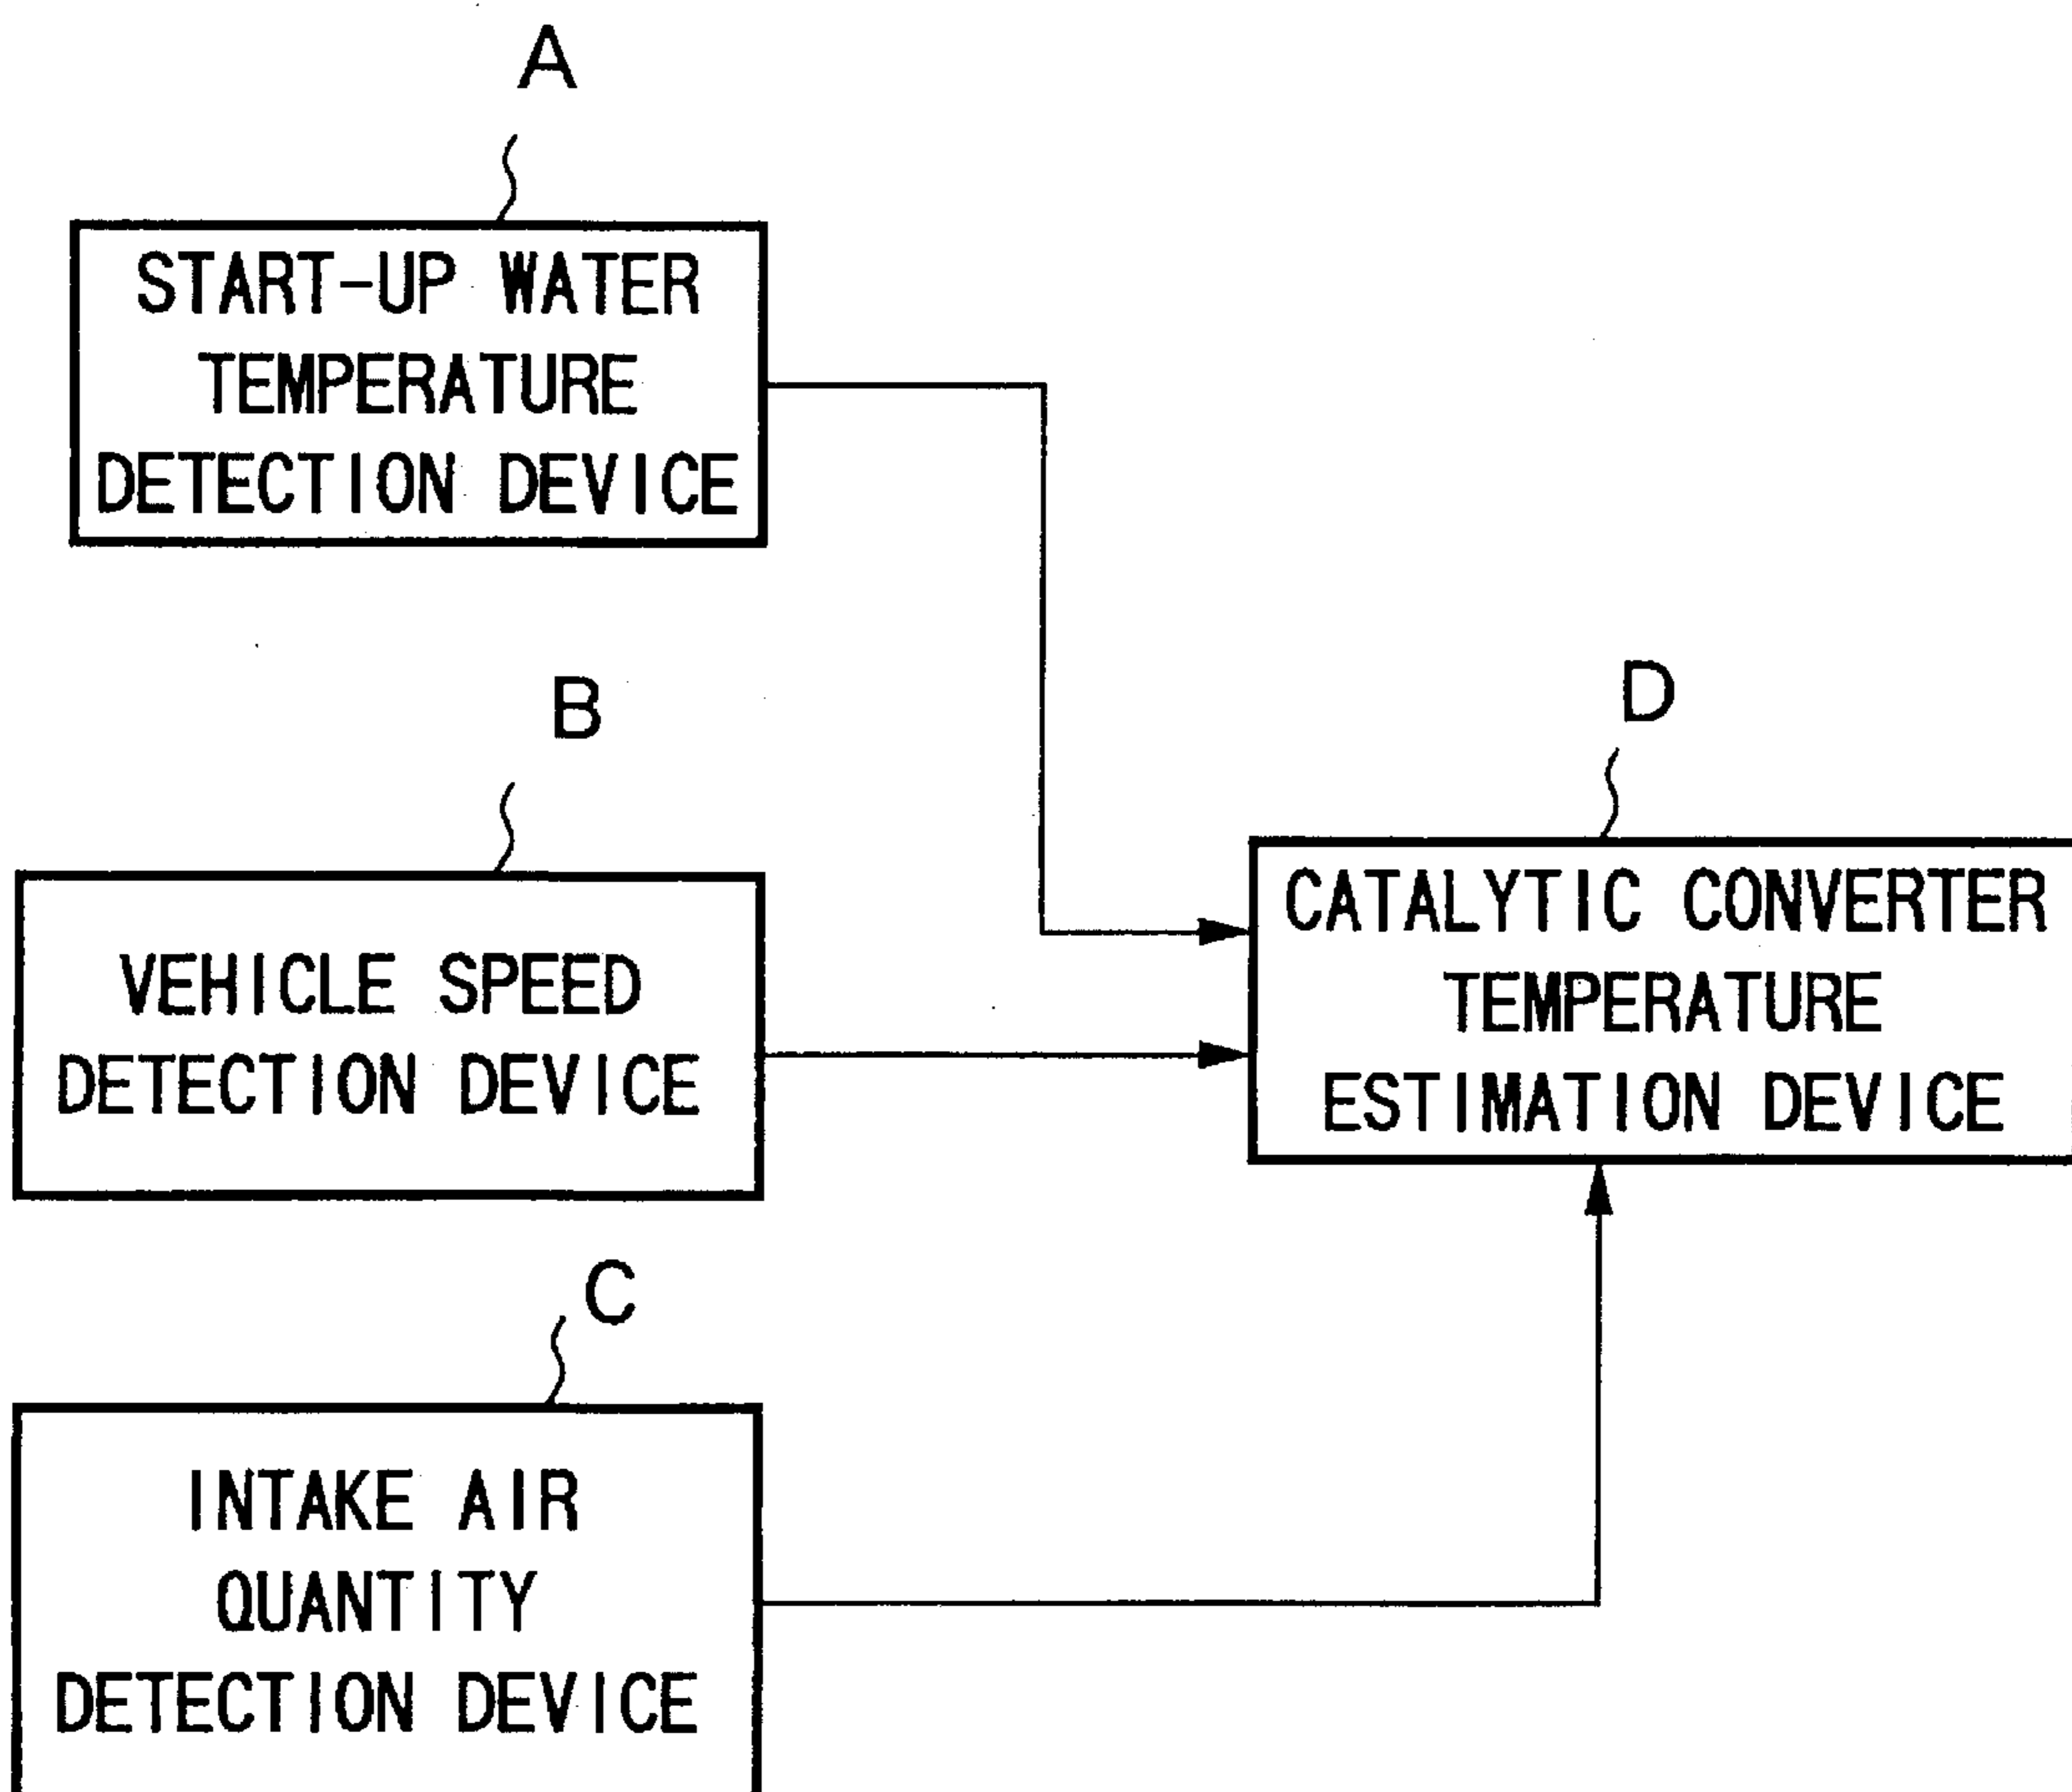 A
START-UP WATER
TEMPERATURE
DETECTION DEVICE
B
VEHICLE SPEED
DETECTION DEVICE
C
INTAKE AIR
QUANTITY
DETECTION DEVICE
D
CATALYTIC CONVERTER
TEMPERATURE
ESTIMATION DEVICE